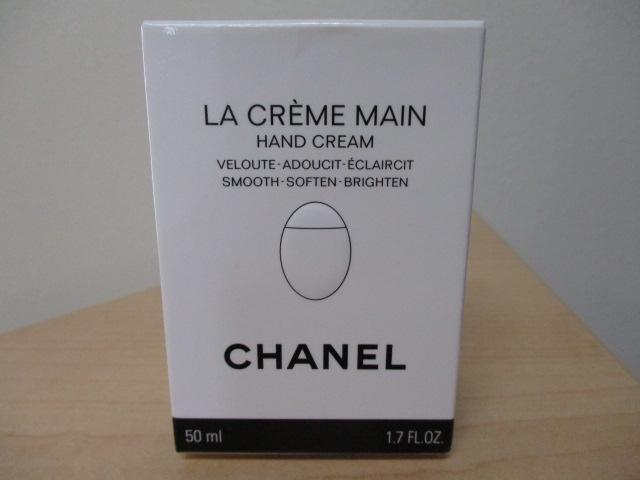 LA CRÈME MAIN
HAND CREAM
VELOUTE-ADOUCIT-ÉCLAIRCIT
SMOOTH-SOFTEN-BRIGHTEN
CHANEL
50 ml 1.7 FL.OZ.